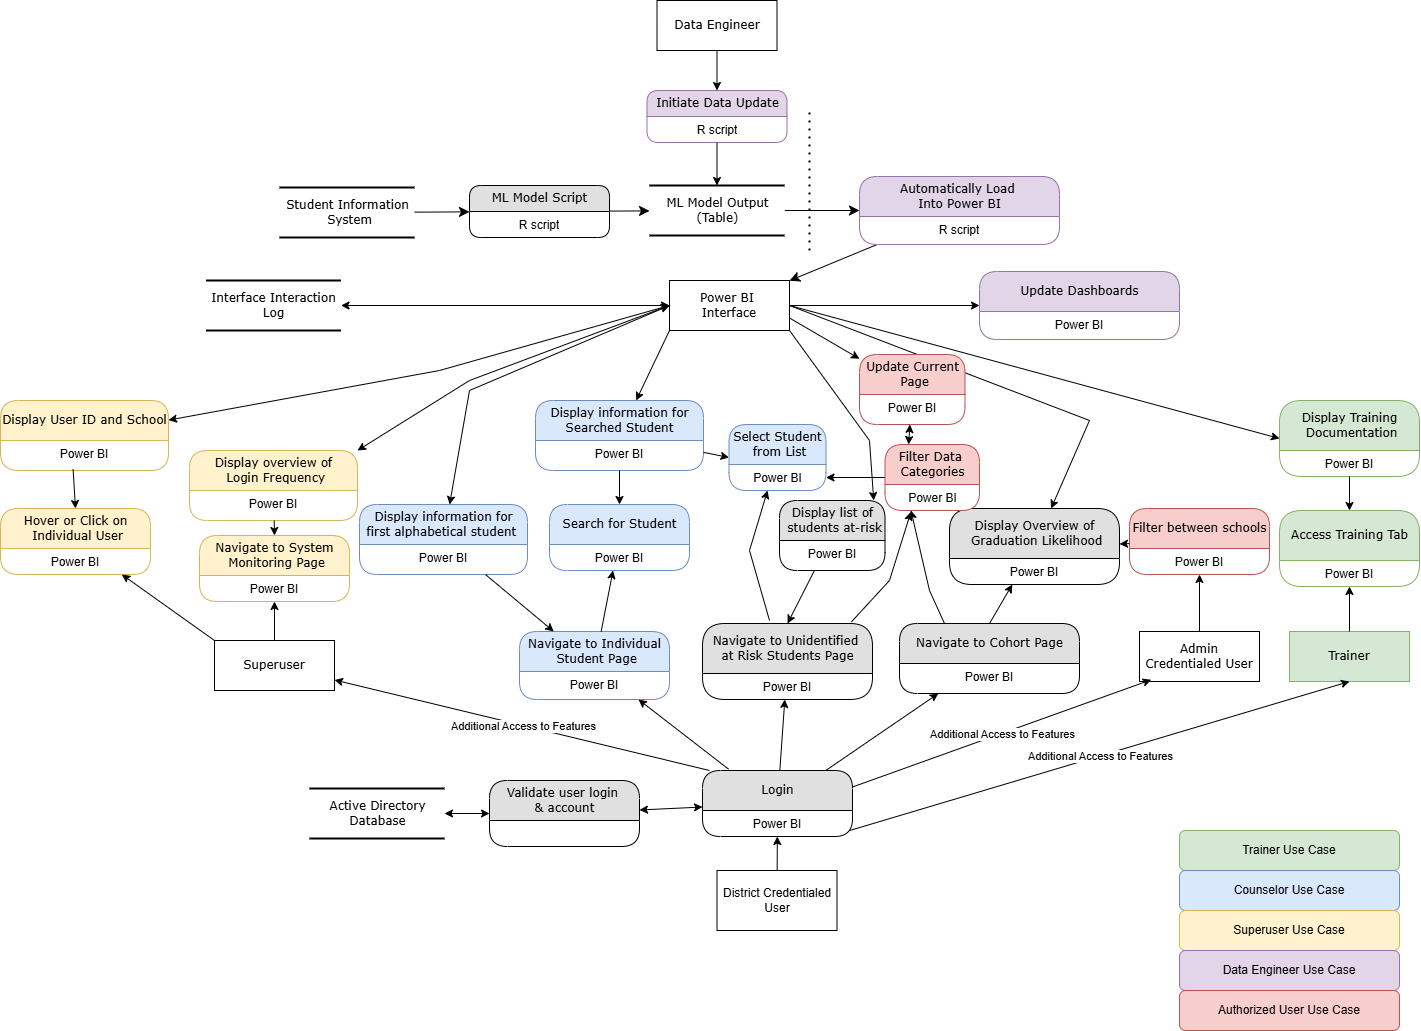 Data Engineer
Initiate Data Update
R script
Student Information
System
ML Model Script
R script
ML Model Output
(Table)
Automatically Load
Into Power BI
R script
Interface Interaction
Log
Power BI
Interface
Update Dashboards
Power BI
Update Current
Page
Power BI
Display User ID and School
Power BI
Display overview of
Login Frequency
Power BI
Display information for
Searched Student
Power BI
Select Student
from List
Power BI
Filter Data
Categories
Power BI
Display Training
Documentation
Power BI
Hover or Click on
Individual User
Power BI
Navigate to System
Monitoring Page
Power BI
Display information for
first alphabetical student
Power BI
Search for Student
Power BI
Display list of
students at-risk
Power BI
Display Overview of
Graduation Likelihood
Power BI
Filter between schools
Power BI
Access Training Tab
Power BI
Superuser
Navigate to Individual
Student Page
Power BI
Navigate to Unidentified
at Risk Students Page
Power BI
Navigate to Cohort Page
Power BI
Admin
Credentialed User
Trainer
Additional Access to Features
Additional Access to Features
Additional Access to Features
Active Directory
Database
Validate user login
& account
Login
Power BI
District Credentialed
User
Trainer Use Case
Counselor Use Case
Superuser Use Case
Data Engineer Use Case
Authorized User Use Case